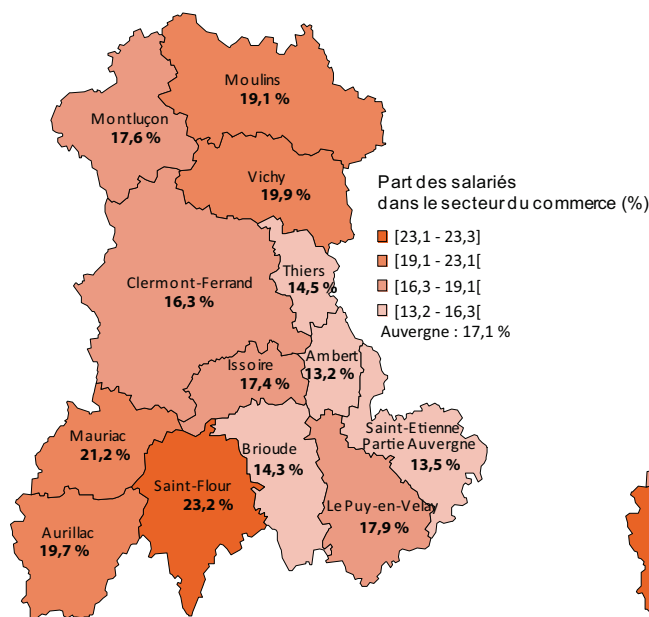 Moulins
19,1 %
Montluçon
17,6 %
Vichy
19,9 %
Part des salariés
dans le secteur du commerce (%)
[23,1 - 23,3]
[19,1 - 23,1[
[16,3 - 19,1[
[13,2 - 16,3[
Auvergne : 17,1 %
Thiers
14,5 %
Clermont-Ferrand
16,3 %
Ambert
13,2 %
Issoire
17,4 %
Mauriac
21,2 %
Saint-Etienne
Partie Auvergne
13,5 %
Brioude
14,3 %
Saint-Flour
23,2 %
Le Puy-en-Velay
17,9 %
Aurillac
19,7 %